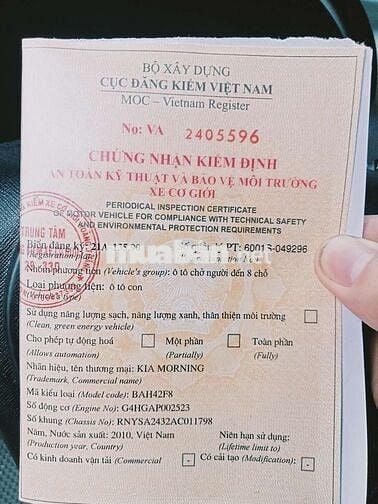 BỘ XÂY DỰNG
CỤC ĐĂNG KIỂM VIỆT NAM
MOC – Vietnam Register
No: VA 2405596
CHỨNG NHẬN KIỂM ĐỊNH
AN TOÀN KỸ THUẬT VÀ BẢO VỆ MÔI TRƯỜNG
XE CƠ GIỚI
PERIODICAL INSPECTION CERTIFICATE
OF MOTOR VEHICLE FOR COMPLIANCE WITH TECHNICAL SAFETY
AND ENVIRONMENTAL PROTECTION REQUIREMENTS
TRUNG TÂM
Biển đăng ký: 21A-
PT: 6001S-049296
(Registration plate)
Nhóm phương tiện (Vehicle's group): ô tô chở người đến 8 chỗ
Loại phương tiện: ô tô con
(Vehicle's type)
Sử dụng năng lượng sạch, năng lượng xanh, thân thiện môi trường
(Clean, green energy vehicle)
Cho phép tự động hoá Một phần Toàn phần
(Allows automation) (Partially) (Fully)
Nhãn hiệu, tên thương mại: KIA MORNING
(Trademark, Commercial name)
Mã kiểu loại (Model code): BAH42F8
Số động cơ (Engine No): G4HGAP002523
Số khung (Chassis No): RNYSA2432AC011798
Năm, Nước sản xuất: 2010, Việt Nam Niên hạn sử dụng:
(Production year, Country) (Lifetime limit to)
Có kinh doanh vận tải (Commercial) - Có cải tạo (Modification): -